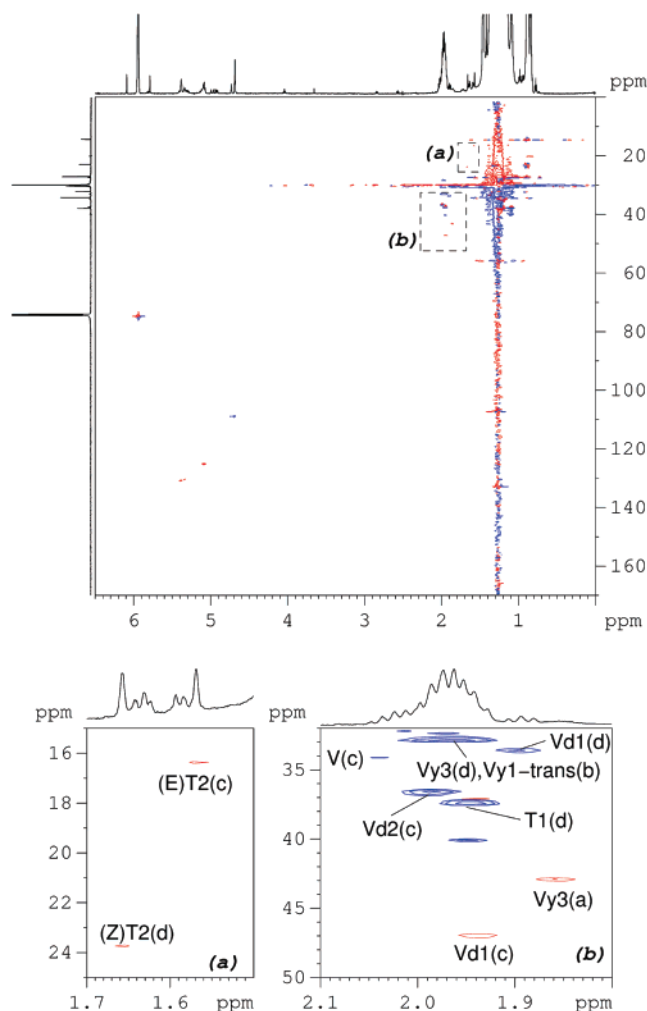 ppm
20
40
60
80
100
120
140
160
(a)
(b)
6 5 4 3 2 1 ppm
ppm
16
18
20
22
24
(E)T2(c)
(Z)T2(d)
(a)
1.7 1.6 ppm
ppm
35
40
45
50
V(c)
Vd1(d)
Vy3(d),Vy1-trans(b)
Vd2(c)
T1(d)
Vy3(a)
Vd1(c)
(b)
2.1 2.0 1.9 ppm